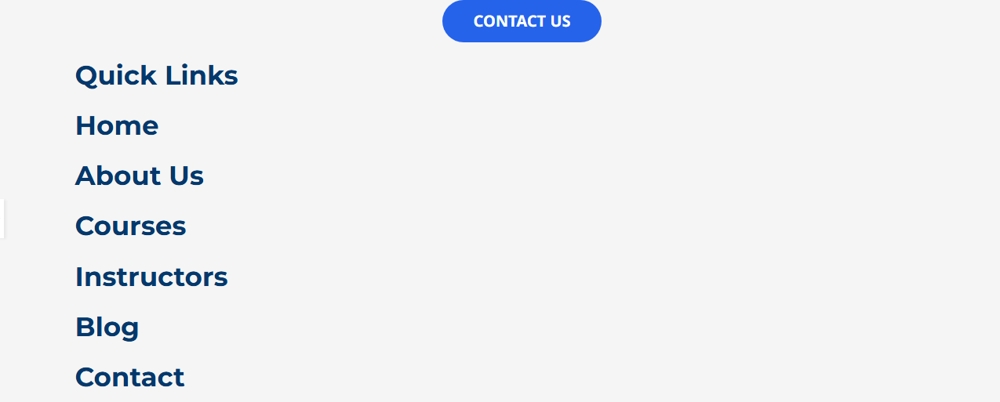 CONTACT US
Quick Links
Home
About Us
Courses
Instructors
Blog
Contact